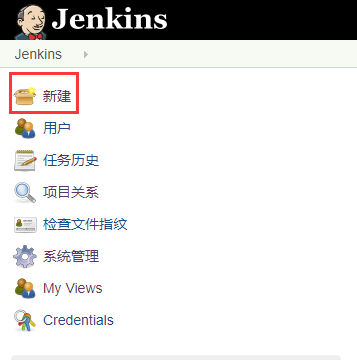 Jenkins
Jenkins
新建
用户
任务历史
项目关系
检查文件指纹
系统管理
My Views
Credentials